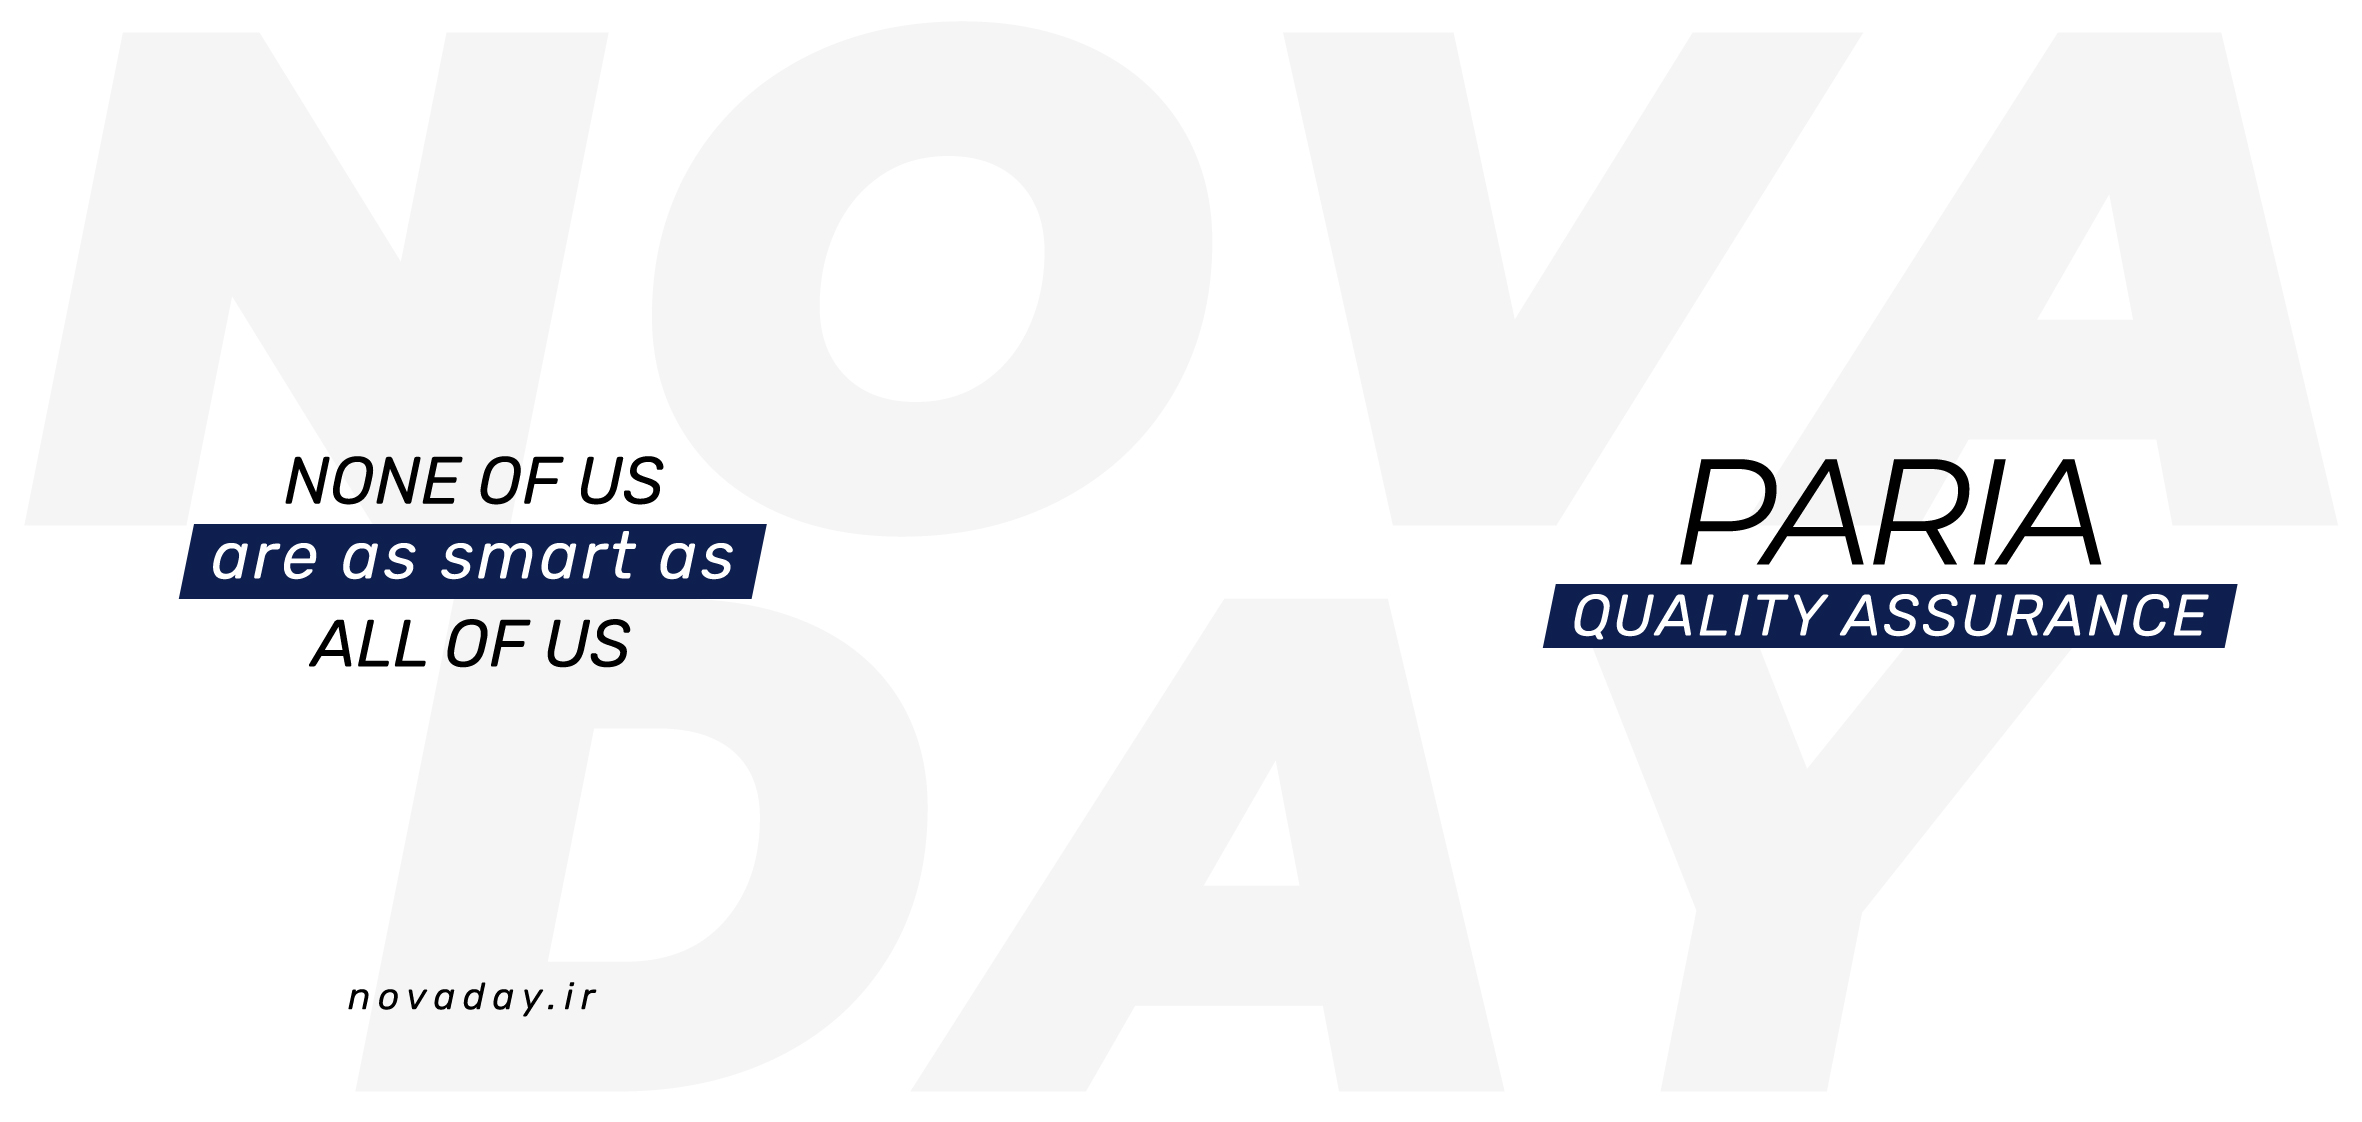 NOVA
DAY
NONE OF US
are as smart as
ALL OF US
novaday.ir
PARIA
QUALITY ASSURANCE